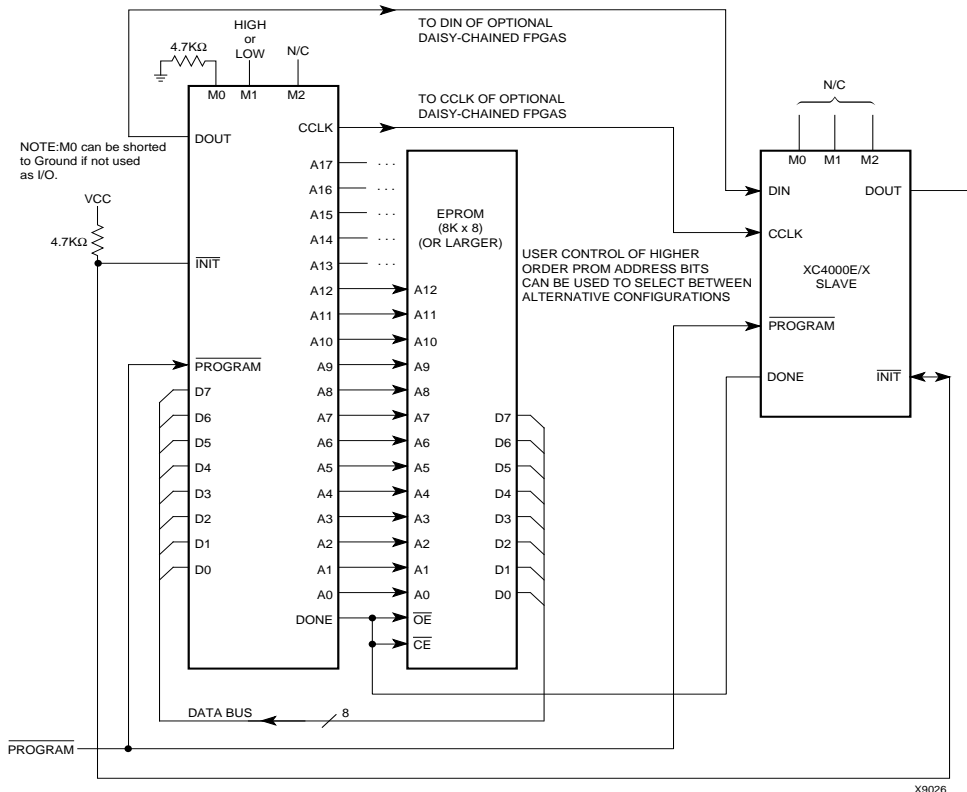 HIGH
or
LOW
4.7KΩ
N/C
M0 M1 M2
TO DIN OF OPTIONAL
DAISY-CHAINED FPGAS
TO CCLK OF OPTIONAL
DAISY-CHAINED FPGAS
N/C
M0 M1 M2
NOTE:M0 can be shorted
to Ground if not used
as I/O.
VCC
4.7KΩ
DOUT
INIT
PROGRAM
D7
D6
D5
D4
D3
D2
D1
D0
CCLK
A17 ...
A16 ...
A15 ...
A14 ...
A13 ...
A12
A11
A10
A9
A8
A7
A6
A5
A4
A3
A2
A1
A0
DONE
EPROM
(8K x 8)
(OR LARGER)
A12
A11
A10
A9
A8
A7
A6
A5
A4
A3
A2
A1
A0
OE
CE
D7
D6
D5
D4
D3
D2
D1
D0
USER CONTROL OF HIGHER
ORDER PROM ADDRESS BITS
CAN BE USED TO SELECT BETWEEN
ALTERNATIVE CONFIGURATIONS
DIN DOUT
CCLK
XC4000E/X
SLAVE
PROGRAM
DONE INIT
DATA BUS 8
PROGRAM
X9026